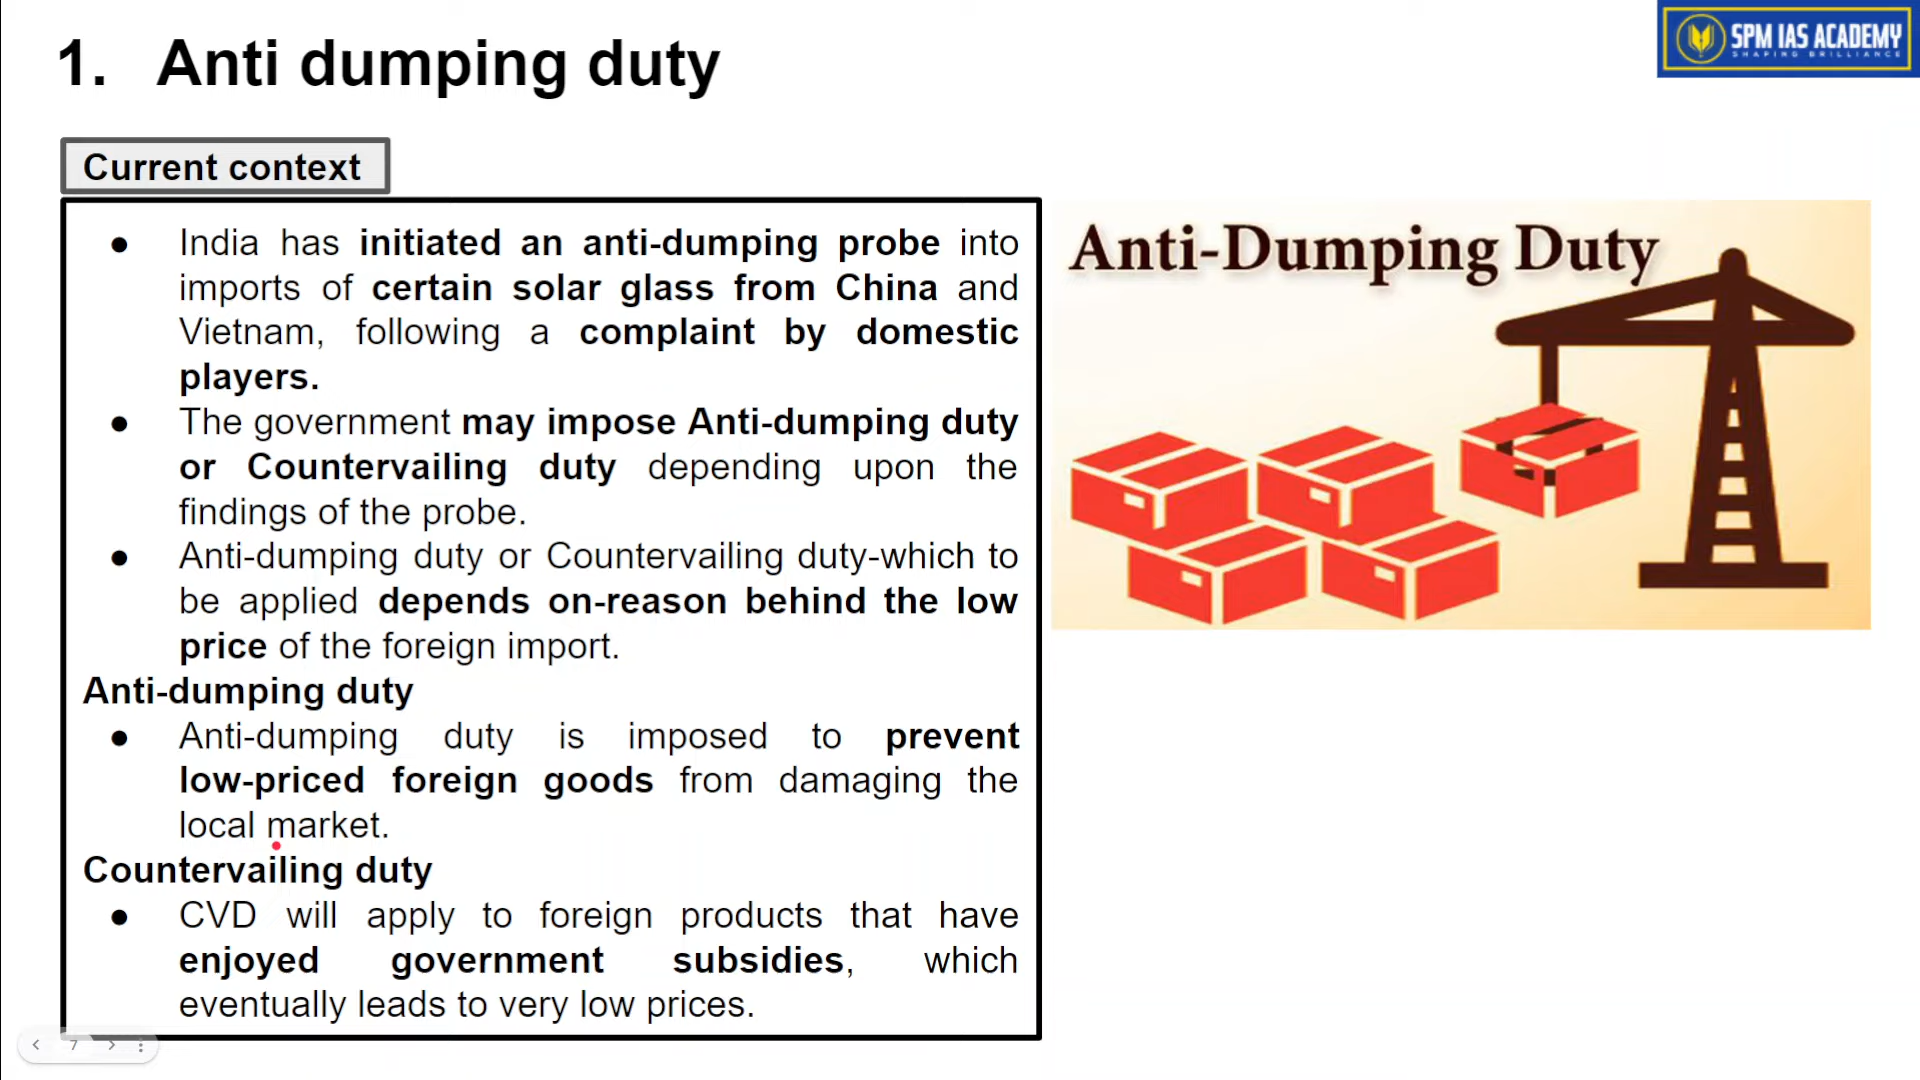 1. Anti dumping duty
SPM IAS ACADEMY
SHAPING BRILLIANCE
Current context
● India has initiated an anti-dumping probe into
imports of certain solar glass from China and
Vietnam, following a complaint by domestic
players.
● The government may impose Anti-dumping duty
or Countervailing duty depending upon the
findings of the probe.
● Anti-dumping duty or Countervailing duty-which to
be applied depends on-reason behind the low
price of the foreign import.
Anti-dumping duty
● Anti-dumping duty is imposed to prevent
low-priced foreign goods from damaging the
local market.
Countervailing duty
● CVD will apply to foreign products that have
enjoyed government subsidies, which
eventually leads to very low prices.
Anti-Dumping Duty
7